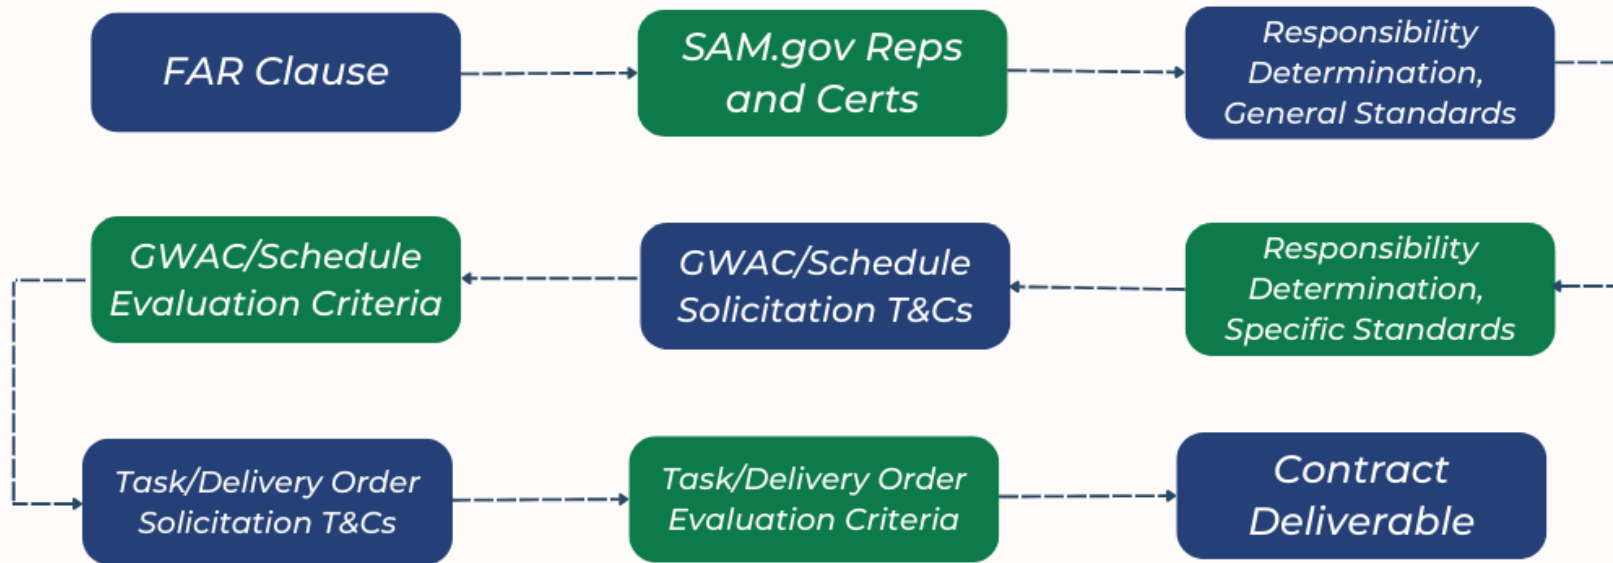 FAR Clause
SAM.gov Reps
and Certs
Responsibility
Determination,
General Standards
Responsibility
Determination,
Specific Standards
GWAC/Schedule
Solicitation T&Cs
GWAC/Schedule
Evaluation Criteria
Task/Delivery Order
Solicitation T&Cs
Task/Delivery Order
Evaluation Criteria
Contract
Deliverable